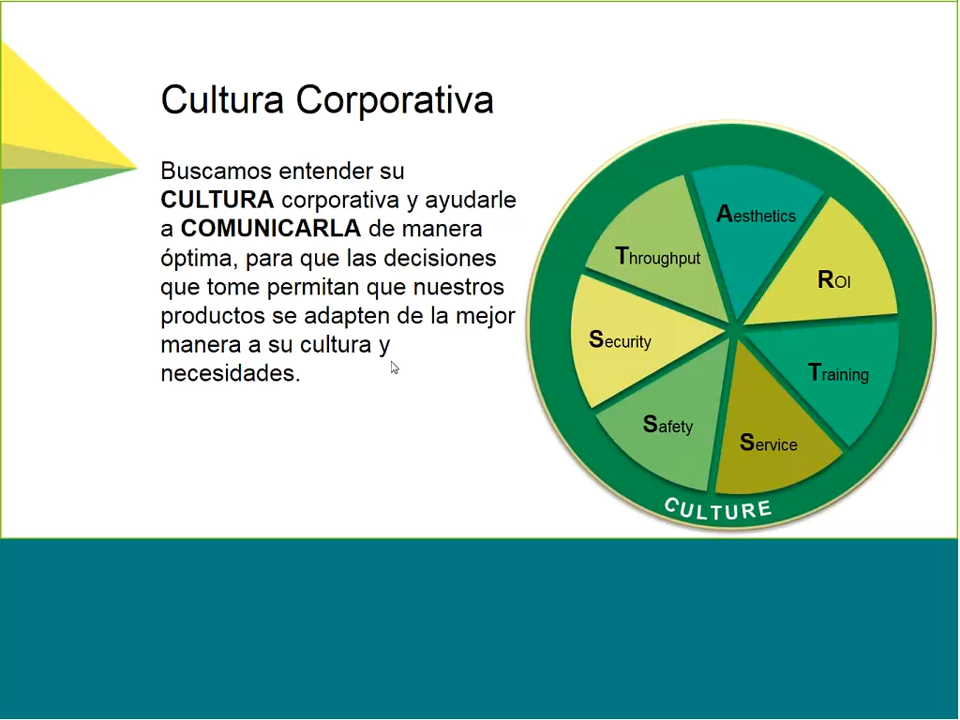 Cultura Corporativa
Buscamos entender su
CULTURA corporativa y ayudarle
a COMUNICARLA de manera
óptima, para que las decisiones
que tome permitan que nuestros
productos se adapten de la mejor
manera a su cultura y
necesidades.
Aesthetics
ROI
Training
Service
Safety
Security
Throughput
CULTURE